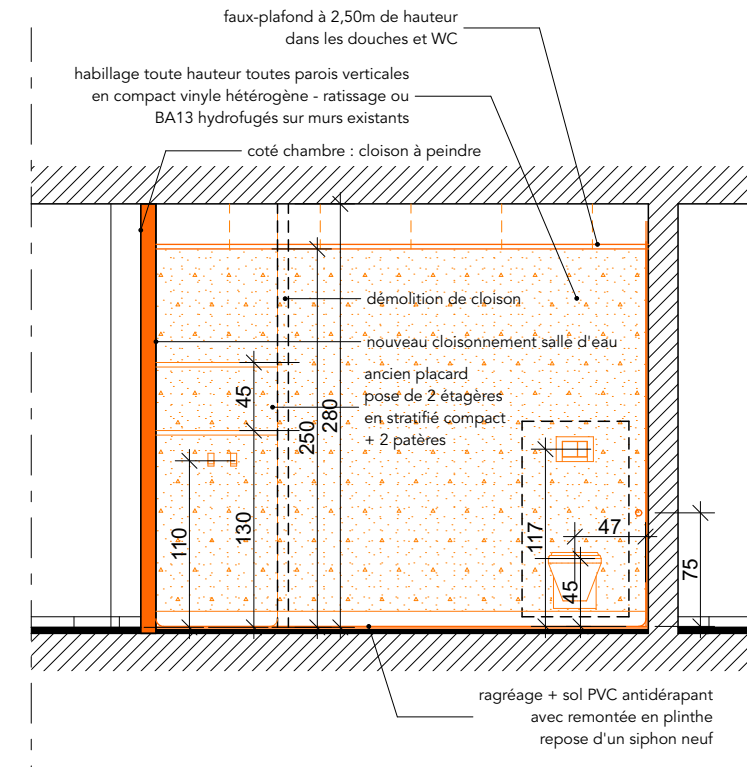 faux-plafond à 2,50m de hauteur
dans les douches et WC
habillage toute hauteur toutes parois verticales
en compact vinyle hétérogène - ratissage ou
BA13 hydrofugés sur murs existants
coté chambre : cloison à peindre
démolition de cloison
nouveau cloisonnement salle d'eau
ancien placard
pose de 2 étagères
en stratifié compact
+ 2 patères
45
250
280
110
130
117
47
45
75
ragréage + sol PVC antidérapant
avec remontée en plinthe
repose d'un siphon neuf